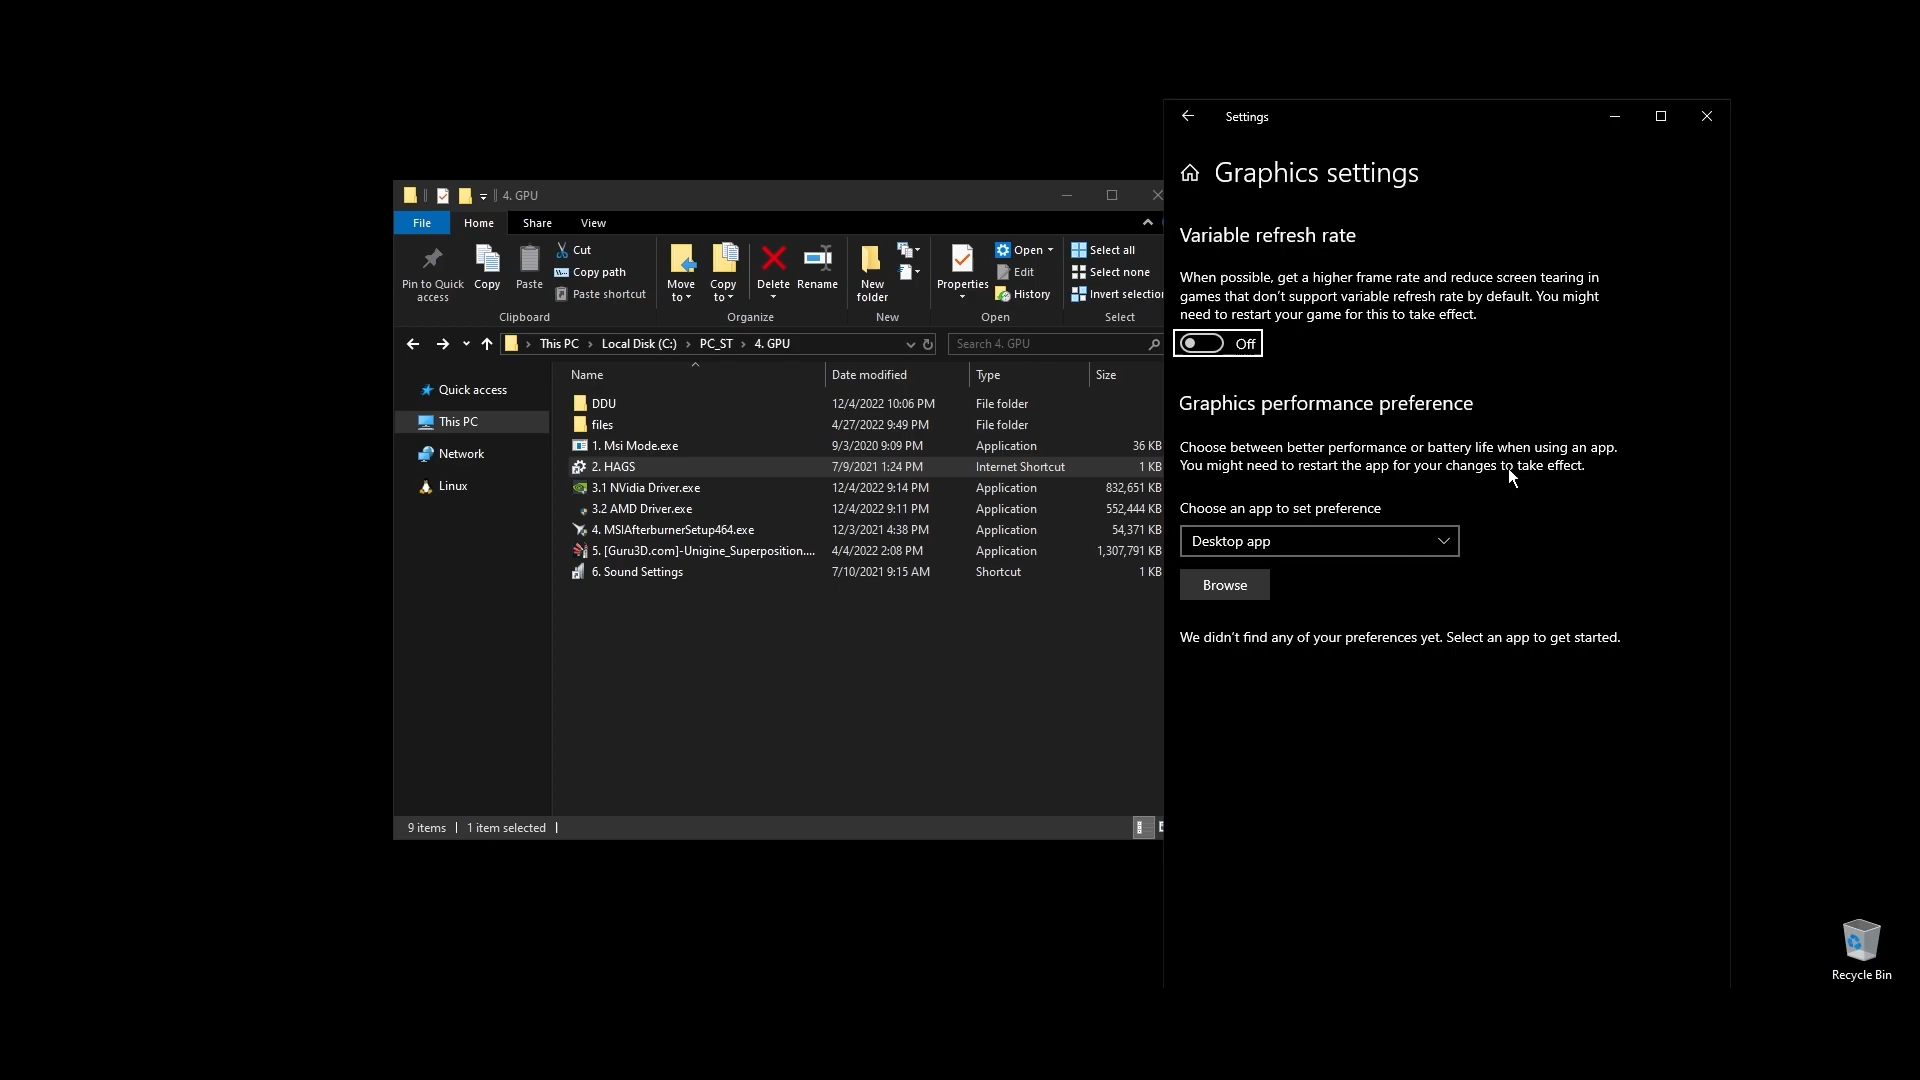 4. GPU
File Home Share View
Pin to Quick access
Copy
Paste
Cut
Copy path
Paste shortcut
Clipboard
Move to
Copy to
Delete
Rename
Organize
New folder
New
Properties
Open
Edit
History
Open
Select all
Select none
Invert selection
Select
This PC Local Disk (C:) PC_ST 4. GPU
Search 4. GPU
Quick access
This PC
Network
Linux
Name Date modified Type Size
DDU 12/4/2022 10:06 PM File folder
files 4/27/2022 9:49 PM File folder
1. Msi Mode.exe 9/3/2020 9:09 PM Application 36 KB
2. HAGS 7/9/2021 1:24 PM Internet Shortcut 1 KB
3.1 NVidia Driver.exe 12/4/2022 9:14 PM Application 832,651 KB
3.2 AMD Driver.exe 12/4/2022 9:11 PM Application 552,444 KB
4. MSIAfterburnerSetup464.exe 12/3/2021 4:38 PM Application 54,371 KB
5. [Guru3D.com]-Unigine_Superposition.... 4/4/2022 2:08 PM Application 1,307,791 KB
6. Sound Settings 7/10/2021 9:15 AM Shortcut 1 KB
9 items 1 item selected
Settings
Graphics settings
Variable refresh rate
When possible, get a higher frame rate and reduce screen tearing in
games that don't support variable refresh rate by default. You might
need to restart your game for this to take effect.
Off
Graphics performance preference
Choose between better performance or battery life when using an app.
You might need to restart the app for your changes to take effect.
Choose an app to set preference
Desktop app
Browse
We didn't find any of your preferences yet. Select an app to get started.
Recycle Bin